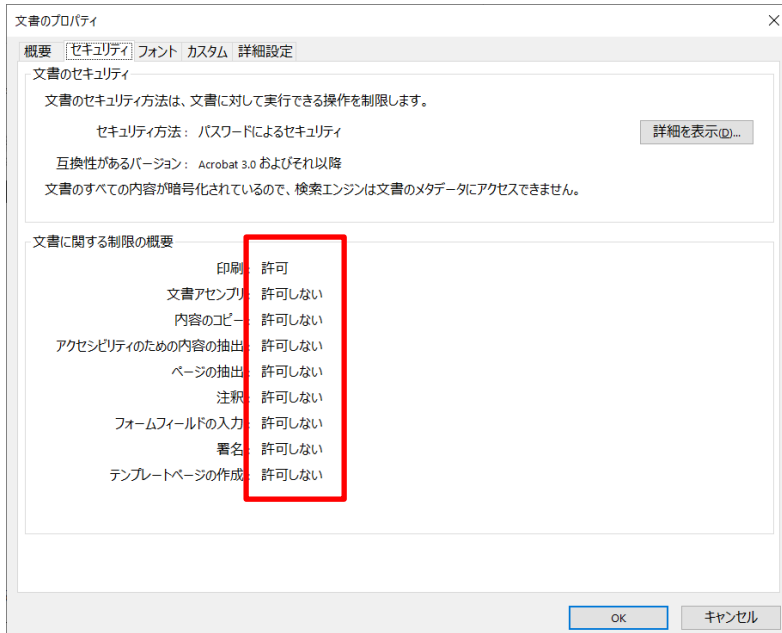 文書のプロパティ
概要 セキュリティ フォント カスタム 詳細設定
文書のセキュリティ
文書のセキュリティ方法は、文書に対して実行できる操作を制限します。
セキュリティ方法： パスワードによるセキュリティ 詳細を表示(D)...
互換性があるバージョン： Acrobat 3.0 およびそれ以降
文書のすべての内容が暗号化されているので、検索エンジンは文書のメタデータにアクセスできません。
文書に関する制限の概要
印刷： 許可
文書アセンブリ： 許可しない
内容のコピー： 許可しない
アクセシビリティのための内容の抽出： 許可しない
ページの抽出： 許可しない
注釈： 許可しない
フォームフィールドの入力： 許可しない
署名： 許可しない
テンプレートページの作成： 許可しない
OK キャンセル